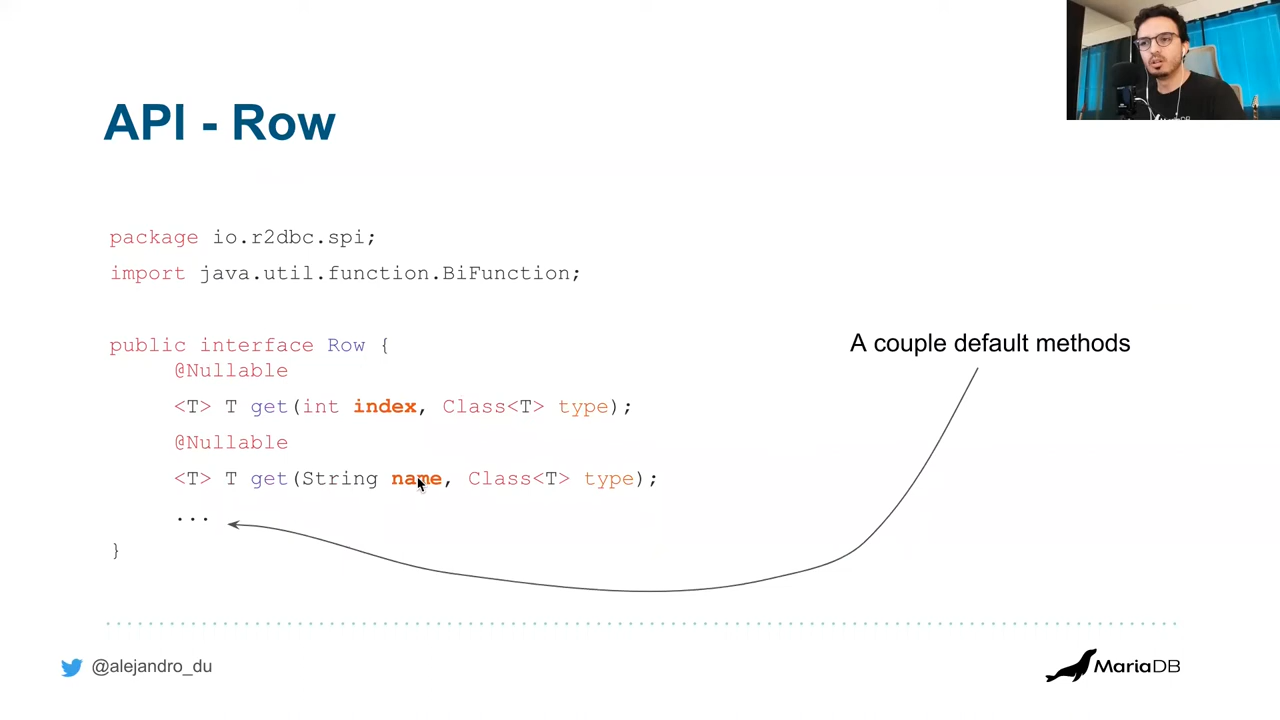 API - Row
package io.r2dbc.spi;
import java.util.function.BiFunction;
public interface Row {
A couple default methods
@Nullable
<T> T get(int index, Class<T> type);
@Nullable
<T> T get(String name, Class<T> type);
...
}
@alejandro_du
MariaDB
MariaDB